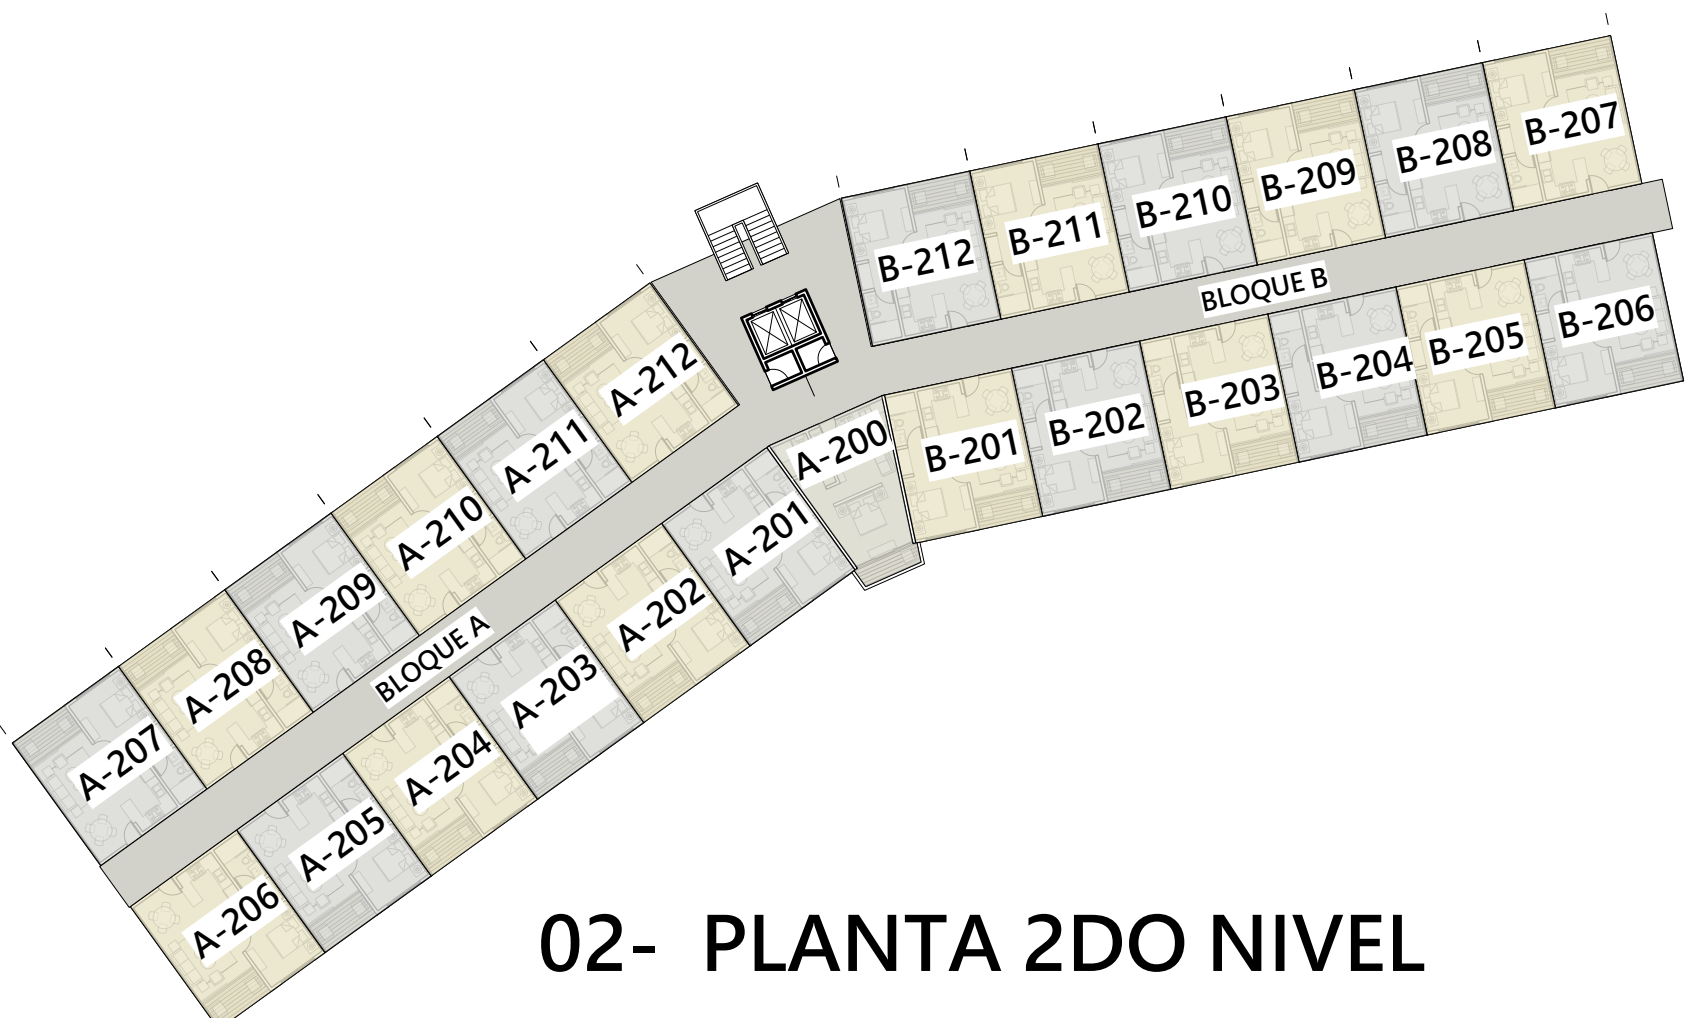 B-207
B-208
B-209
B-210
B-211
B-212
BLOQUE B
B-206
B-205
B-204
B-203
B-202
B-201
A-200
A-212
A-211
A-210
A-209
A-208
A-207
BLOQUE A
A-201
A-202
A-203
A-204
A-205
A-206
02- PLANTA 2DO NIVEL